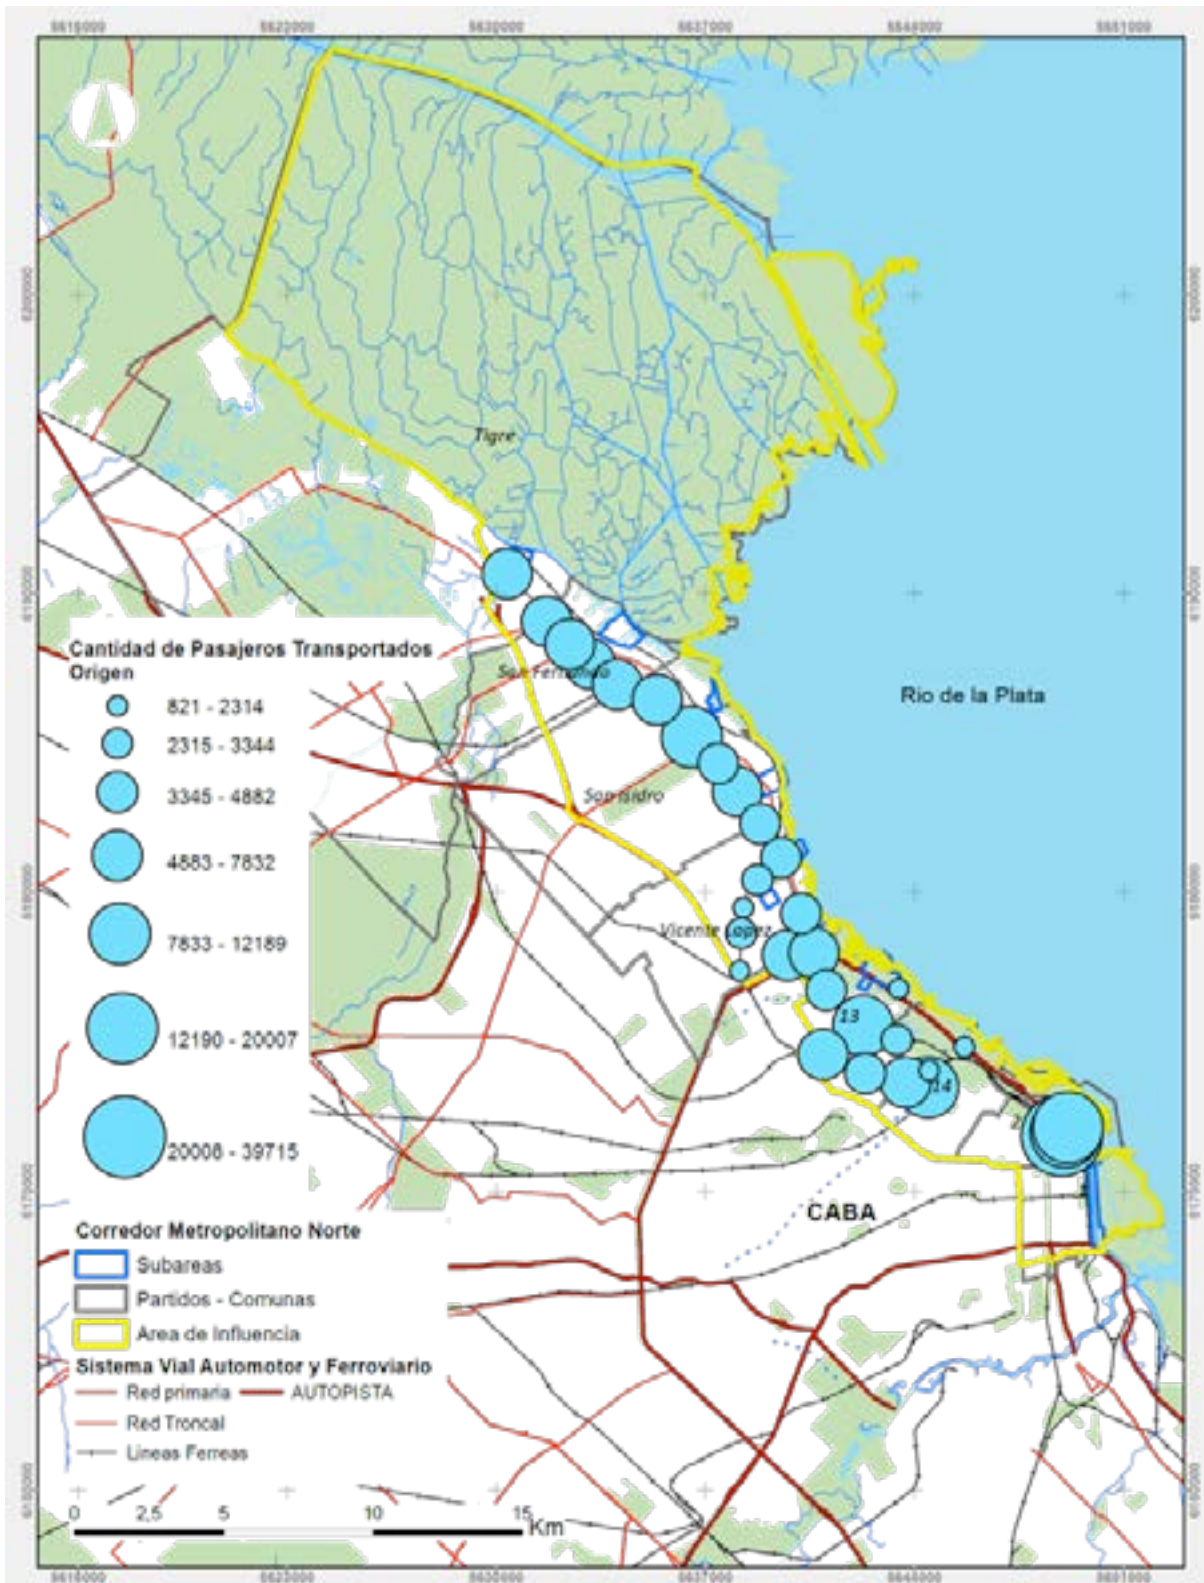 Tigre
Cantidad de Pasajeros Transportados
Origen
821 - 2314
2315 - 3344
3345 - 4882
4883 - 7832
7833 - 12189
12190 - 20007
20008 - 39715
San Fernando
Rio de la Plata
San Isidro
Vicente Lopez
13
14
CABA
Corredor Metropolitano Norte
Subareas
Partidos - Comunas
Area de Influencia
Sistema Vial Automotor y Ferroviario
Red primaria AUTOPISTA
Red Troncal
Lineas Ferreas
0 2,5 5 10 15 Km